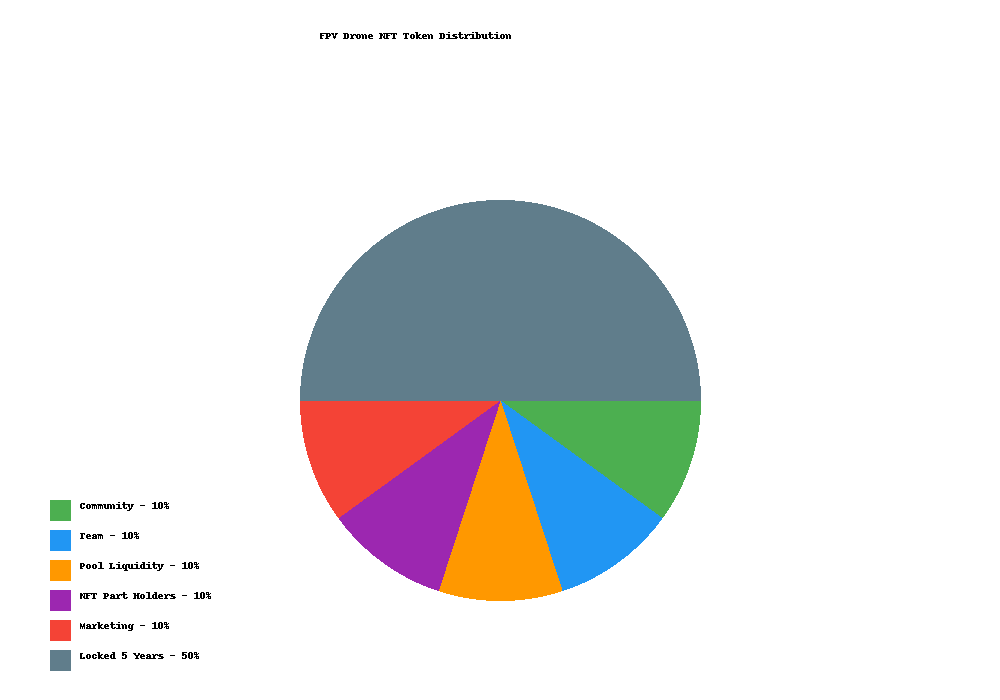 FPV Drone NFT Token Distribution
Community - 10%
Team - 10%
Pool Liquidity - 10%
NFT Part Holders - 10%
Marketing - 10%
Locked 5 Years - 50%